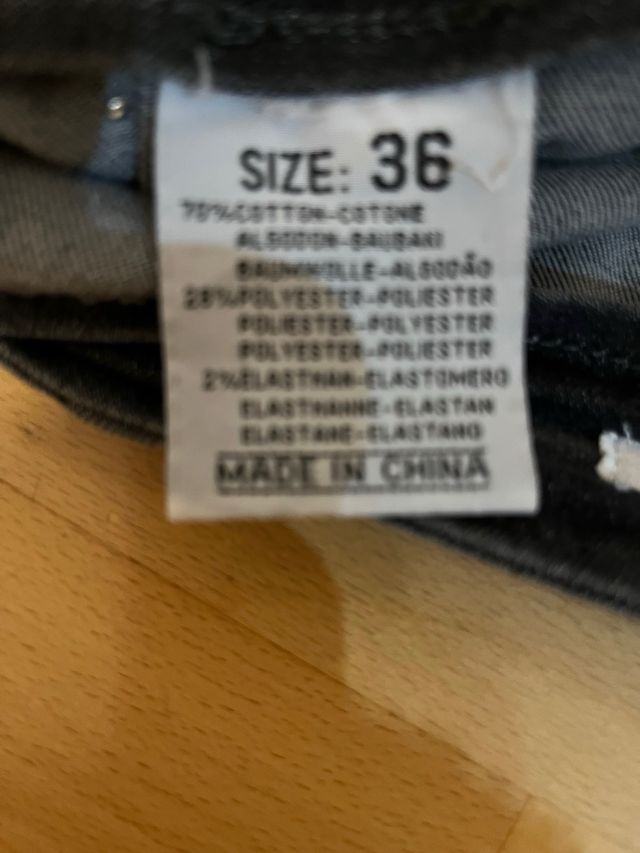 SIZE: 36
70%COTTON-COTONE
ALGODON-BAUBAKI
BAUMWOLLE-ALGODÃO
28%POLYESTER-POLIESTER
POLIESTER-POLYESTER
POLYESTER-POLIESTER
2%ELASTHAN-ELASTOMERO
ELASTHANNE-ELASTAN
ELASTANE-ELASTANO
MADE IN CHINA